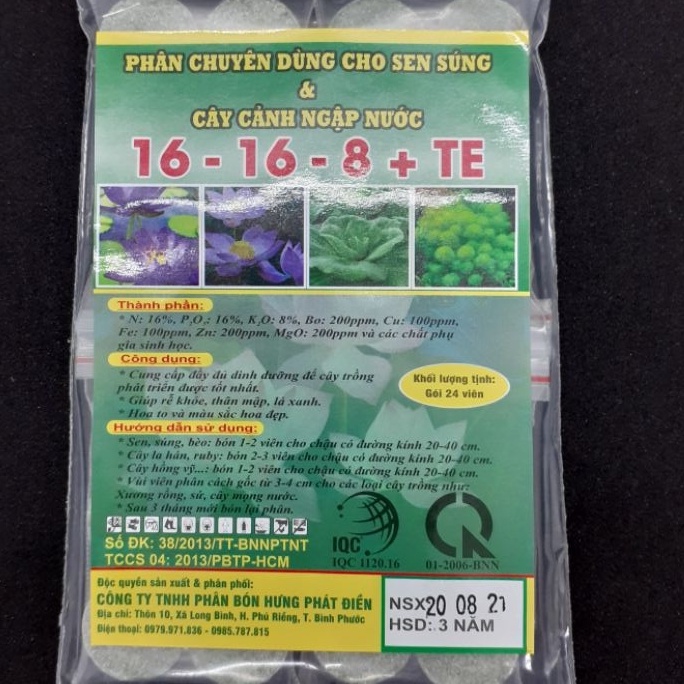 PHÂN CHUYÊN DÙNG CHO SEN SÚNG
&
CÂY CẢNH NGẬP NƯỚC
16 - 16 - 8 + TE
Thành phần:
* N: 16%, P₂O₅: 16%, K₂O: 8%, Bo: 200ppm, Cu: 100ppm,
Fe: 100ppm, Zn: 200ppm, MgO: 200ppm và các chất phụ
gia sinh học.
Công dụng:
* Cung cấp đầy đủ dinh dưỡng để cây trồng
phát triển được tốt nhất.
* Giúp rễ khỏe, thân mập, lá xanh.
* Hoa to và màu sắc hoa đẹp.
Khối lượng tịnh:
Gói 24 viên
Hướng dẫn sử dụng:
* Sen, súng, bèo: bón 1-2 viên cho chậu có đường kính 20-40 cm.
* Cây la hán, ruby: bón 2-3 viên cho chậu có đường kính 20-40 cm.
* Cây hồng vỹ...: bón 1-2 viên cho chậu có đường kính 20-40 cm.
* Vùi viên phân cách gốc từ 3-4 cm cho các loại cây trồng như:
Xương rồng, sứ, cây mọng nước.
* Sau 3 tháng mới bón lại phân.
Số ĐK: 38/2013/TT-BNNPTNT
TCCS 04: 2013/PBTP-HCM
IQC
IQC 1120.16
01-2006-BNN
Độc quyền sản xuất & phân phối:
CÔNG TY TNHH PHÂN BÓN HƯNG PHÁT ĐIỀN
Địa chỉ: Thôn 10, Xã Long Bình, H. Phú Riềng, T. Bình Phước
Điện thoại: 0979.971.836 - 0985.787.815
NSX 20 08 21
HSD: 3 NĂM